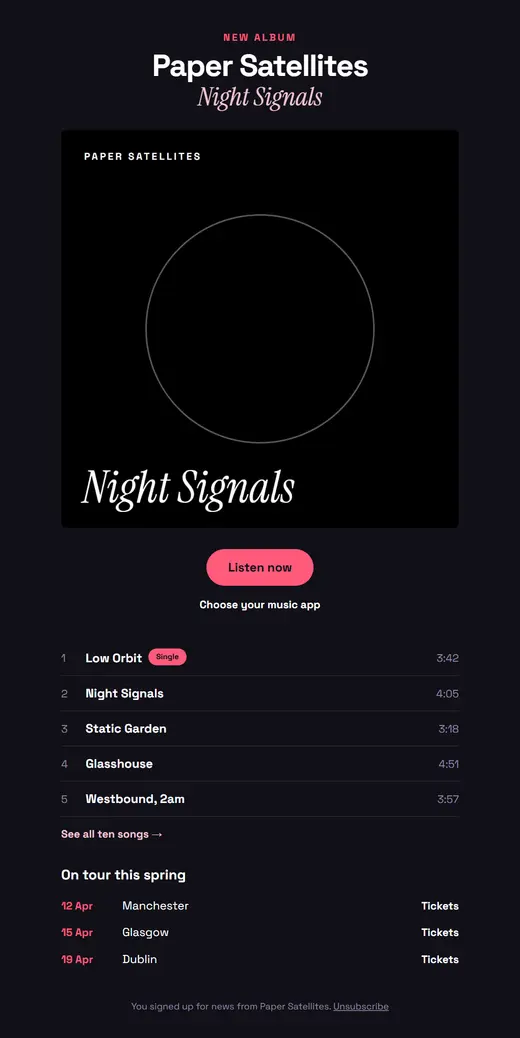 NEW ALBUM
Paper Satellites
Night Signals
PAPER SATELLITES
Night Signals
Listen now
Choose your music app
1 Low Orbit Single 3:42
2 Night Signals 4:05
3 Static Garden 3:18
4 Glasshouse 4:51
5 Westbound, 2am 3:57
See all ten songs →
On tour this spring
12 Apr Manchester Tickets
15 Apr Glasgow Tickets
19 Apr Dublin Tickets
You signed up for news from Paper Satellites. Unsubscribe